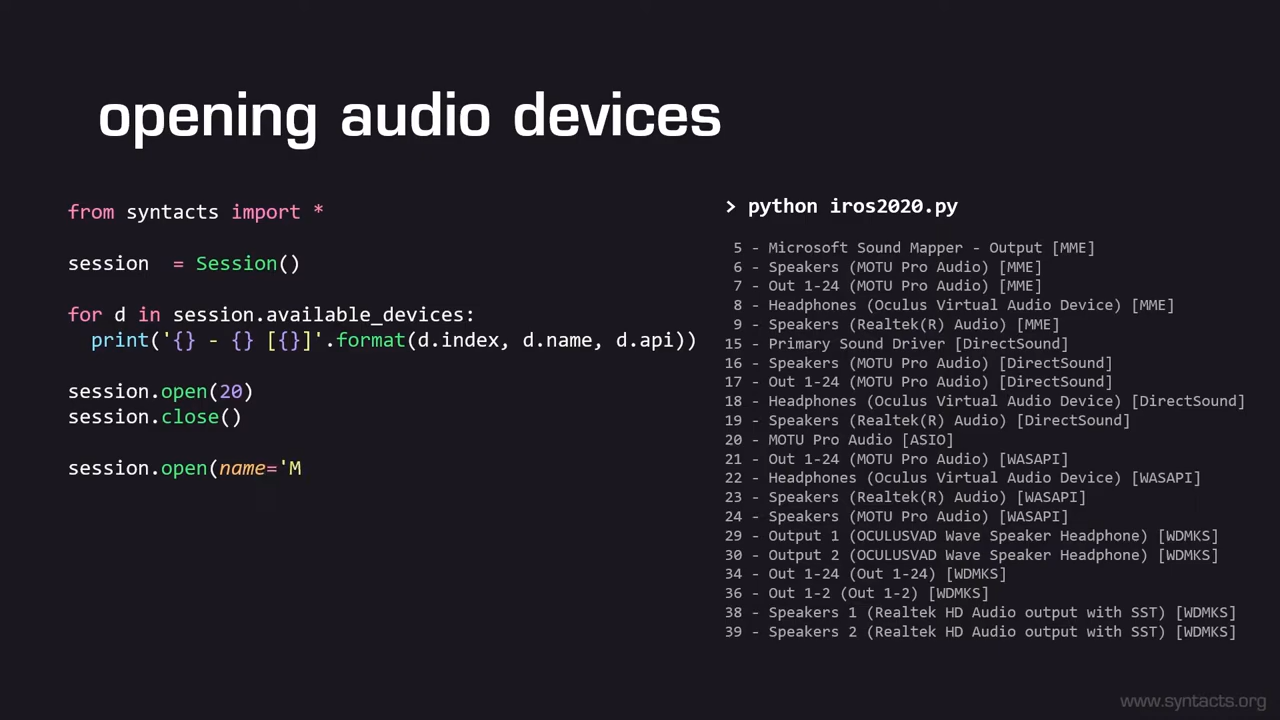 opening audio devices
from syntacts import *
session  = Session()
for d in session.available_devices:
  print('{} - {} [{}]'.format(d.index, d.name, d.api))
session.open(20)
session.close()
session.open(name='M
> python iros2020.py
5 - Microsoft Sound Mapper - Output [MME]
6 - Speakers (MOTU Pro Audio) [MME]
7 - Out 1-24 (MOTU Pro Audio) [MME]
8 - Headphones (Oculus Virtual Audio Device) [MME]
9 - Speakers (Realtek(R) Audio) [MME]
15 - Primary Sound Driver [DirectSound]
16 - Speakers (MOTU Pro Audio) [DirectSound]
17 - Out 1-24 (MOTU Pro Audio) [DirectSound]
18 - Headphones (Oculus Virtual Audio Device) [DirectSound]
19 - Speakers (Realtek(R) Audio) [DirectSound]
20 - MOTU Pro Audio [ASIO]
21 - Out 1-24 (MOTU Pro Audio) [WASAPI]
22 - Headphones (Oculus Virtual Audio Device) [WASAPI]
23 - Speakers (Realtek(R) Audio) [WASAPI]
24 - Speakers (MOTU Pro Audio) [WASAPI]
29 - Output 1 (OCULUSVAD Wave Speaker Headphone) [WDMKS]
30 - Output 2 (OCULUSVAD Wave Speaker Headphone) [WDMKS]
34 - Out 1-24 (Out 1-24) [WDMKS]
36 - Out 1-2 (Out 1-2) [WDMKS]
38 - Speakers 1 (Realtek HD Audio output with SST) [WDMKS]
39 - Speakers 2 (Realtek HD Audio output with SST) [WDMKS]
www.syntacts.org